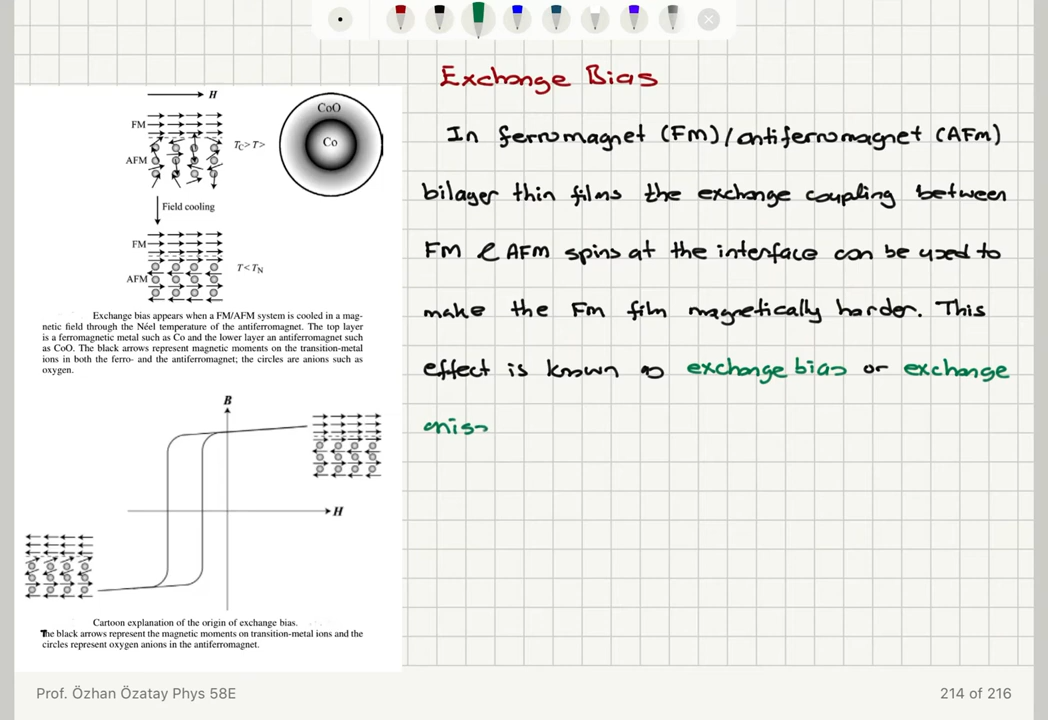 H
FM
AFM
T_C>T>
CoO
Co
Field cooling
FM
AFM
T<T_N
Exchange bias appears when a FM/AFM system is cooled in a mag-
netic field through the Néel temperature of the antiferromagnet. The top layer
is a ferromagnetic metal such as Co and the lower layer an antiferromagnet such
as CoO. The black arrows represent magnetic moments on the transition-metal
ions in both the ferro- and the antiferromagnet; the circles are anions such as
oxygen.
B
H
Cartoon explanation of the origin of exchange bias.
The black arrows represent the magnetic moments on transition-metal ions and the
circles represent oxygen anions in the antiferromagnet.
Exchange Bias
In ferromagnet (FM)/antiferromagnet (AFM)
bilayer thin films the exchange coupling between
FM & AFM spins at the interface can be used to
make the FM film magnetically harder. This
effect is known as exchange bias or exchange
aniso
Prof. Özhan Özatay Phys 58E
214 of 216